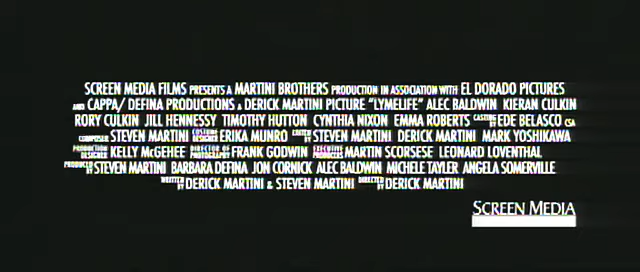 SCREEN MEDIA FILMS PRESENTS A MARTINI BROTHERS PRODUCTION IN ASSOCIATION WITH EL DORADO PICTURES
AND CAPPA/DEFINA PRODUCTIONS A DERICK MARTINI PICTURE "LYMELIFE" ALEC BALDWIN KIERAN CULKIN
RORY CULKIN JILL HENNESSY TIMOTHY HUTTON CYNTHIA NIXON EMMA ROBERTS CASTING BY EDE BELASCO CSA
COMPOSER STEVEN MARTINI COSTUME DESIGNER ERIKA MUNRO EDITED BY STEVEN MARTINI DERICK MARTINI MARK YOSHIKAWA
PRODUCTION DESIGNER KELLY McGEHEE DIRECTOR OF PHOTOGRAPHY FRANK GODWIN EXECUTIVE PRODUCERS MARTIN SCORSESE LEONARD LOVENTHAL
PRODUCED BY STEVEN MARTINI BARBARA DEFINA JON CORNICK ALEC BALDWIN MICHELE TAYLER ANGELA SOMERVILLE
WRITTEN BY DERICK MARTINI & STEVEN MARTINI DIRECTED BY DERICK MARTINI
SCREEN MEDIA